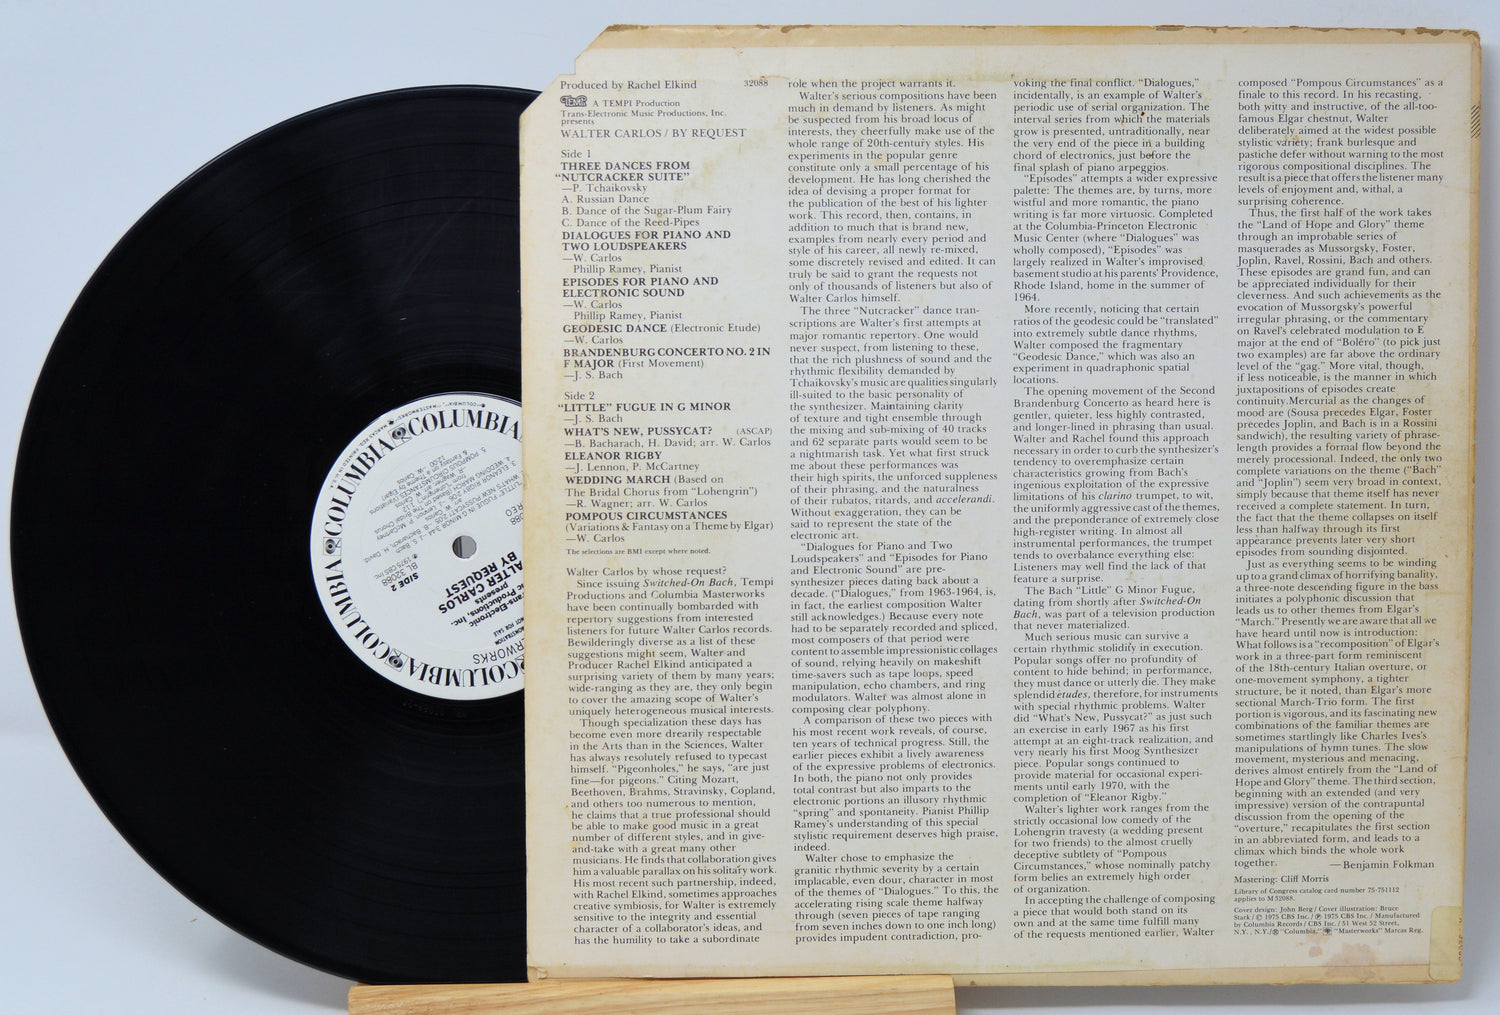 Produced by Rachel Elkind 32088
TEMPI A TEMPI Production
Trans-Electronic Music Productions, Inc.
presents
WALTER CARLOS / BY REQUEST
Side 1
THREE DANCES FROM
“NUTCRACKER SUITE”
—P. Tchaikovsky
A. Russian Dance
B. Dance of the Sugar-Plum Fairy
C. Dance of the Reed-Pipes
DIALOGUES FOR PIANO AND
TWO LOUDSPEAKERS
—W. Carlos
Phillip Ramey, Pianist
EPISODES FOR PIANO AND
ELECTRONIC SOUND
—W. Carlos
Phillip Ramey, Pianist
GEODESIC DANCE (Electronic Etude)
—W. Carlos
BRANDENBURG CONCERTO NO. 2 IN
F MAJOR (First Movement)
—J. S. Bach
Side 2
“LITTLE” FUGUE IN G MINOR
—J. S. Bach
WHAT’S NEW, PUSSYCAT? (ASCAP)
—B. Bacharach, H. David; arr. W. Carlos
ELEANOR RIGBY
—J. Lennon, P. McCartney
WEDDING MARCH (Based on
The Bridal Chorus from “Lohengrin”)
—R. Wagner; arr. W. Carlos
POMPOUS CIRCUMSTANCES
(Variations & Fantasy on a Theme by Elgar)
—W. Carlos
The selections are BMI except where noted.
Walter Carlos by whose request?
Since issuing Switched-On Bach, Tempi
Productions and Columbia Masterworks
have been continually bombarded with
repertory suggestions from interested
listeners for future Walter Carlos records.
Bewilderingly diverse as a list of these
suggestions might seem, Walter and
Producer Rachel Elkind anticipated a
surprising variety of them by many years;
wide-ranging as they are, they only begin
to cover the amazing scope of Walter’s
uniquely heterogeneous musical interests.
Though specialization these days has
become even more drearily respectable
in the Arts than in the Sciences, Walter
has always resolutely refused to typecast
himself. “Pigeonholes,” he says, “are just
fine—for pigeons.” Citing Mozart,
Beethoven, Brahms, Stravinsky, Copland,
and others too numerous to mention,
he claims that a true professional should
be able to make good music in a great
number of different styles, and in give-
and-take with a great many other
musicians. He finds that collaboration gives
him a valuable parallax on his solitary work.
His most recent such partnership, indeed,
with Rachel Elkind, sometimes approaches
creative symbiosis, for Walter is extremely
sensitive to the integrity and essential
character of a collaborator’s ideas, and
has the humility to take a subordinate
role when the project warrants it.
Walter’s serious compositions have been
much in demand by listeners. As might
be suspected from his broad locus of
interests, they cheerfully make use of the
whole range of 20th-century styles. His
experiments in the popular genre
constitute only a small percentage of his
development. He has long cherished the
idea of devising a proper format for
the publication of the best of his lighter
work. This record, then, contains, in
addition to much that is brand new,
examples from nearly every period and
style of his career, all newly re-mixed,
some discretely revised and edited. It can
truly be said to grant the requests not
only of thousands of listeners but also of
Walter Carlos himself.
The three “Nutcracker” dance tran-
scriptions are Walter’s first attempts at
major romantic repertory. One would
never suspect, from listening to these,
that the rich plushness of sound and the
rhythmic flexibility demanded by
Tchaikovsky’s music are qualities singularly
ill-suited to the basic personality of
the synthesizer. Maintaining clarity
of texture and tight ensemble through
the mixing and sub-mixing of 40 tracks
and 62 separate parts would seem to be
a nightmarish task. Yet what first struck
me about these performances was
their high spirits, the unforced suppleness
of their phrasing, and the naturalness
of their rubatos, ritards, and accelerandi.
Without exaggeration, they can be
said to represent the state of the
electronic art.
“Dialogues for Piano and Two
Loudspeakers” and “Episodes for Piano
and Electronic Sound” are pre-
synthesizer pieces dating back about a
decade. (“Dialogues,” from 1963-1964, is,
in fact, the earliest composition Walter
still acknowledges.) Because every note
had to be separately recorded and spliced,
most composers of that period were
content to assemble impressionistic collages
of sound, relying heavily on makeshift
time-savers such as tape loops, speed
manipulation, echo chambers, and ring
modulators. Walter was almost alone in
composing clear polyphony.
A comparison of these two pieces with
his most recent work reveals, of course,
ten years of technical progress. Still, the
earlier pieces exhibit a lively awareness
of the expressive problems of electronics.
In both, the piano not only provides
total contrast but also imparts to the
electronic portions an illusory rhythmic
“spring” and spontaneity. Pianist Phillip
Ramey’s understanding of this special
stylistic requirement deserves high praise,
indeed.
Walter chose to emphasize the
granitic rhythmic severity by a certain
implacable, even dour, character in most
of the themes of “Dialogues.” To this, the
accelerating rising scale theme halfway
through (seven pieces of tape ranging
from seven inches down to one inch long)
provides impudent contradiction, pro-
voking the final conflict. “Dialogues,”
incidentally, is an example of Walter’s
periodic use of serial organization. The
interval series from which the materials
grow is presented, untraditionally, near
the very end of the piece in a building
chord of electronics, just before the
final splash of piano arpeggios.
“Episodes” attempts a wider expressive
palette: The themes are, by turns, more
wistful and more romantic, the piano
writing is far more virtuosic. Completed
at the Columbia-Princeton Electronic
Music Center (where “Dialogues” was
wholly composed), “Episodes” was
largely realized in Walter’s improvised
basement studio at his parents’ Providence,
Rhode Island, home in the summer of
1964.
More recently, noticing that certain
ratios of the geodesic could be “translated”
into extremely subtle dance rhythms,
Walter composed the fragmentary
“Geodesic Dance,” which was also an
experiment in quadraphonic spatial
locations.
The opening movement of the Second
Brandenburg Concerto as heard here is
gentler, quieter, less highly contrasted,
and longer-lined in phrasing than usual.
Walter and Rachel found this approach
necessary in order to curb the synthesizer’s
tendency to overemphasize certain
characteristics growing from Bach’s
ingenious exploitation of the expressive
limitations of his clarino trumpet, to wit,
the uniformly aggressive cast of the themes,
and the preponderance of extremely close
high-register writing. In almost all
instrumental performances, the trumpet
tends to overbalance everything else:
Listeners may well find the lack of that
feature a surprise.
The Bach “Little” G Minor Fugue,
dating from shortly after Switched-On
Bach, was part of a television production
that never materialized.
Much serious music can survive a
certain rhythmic stolidity in execution.
Popular songs offer no profundity of
content to hide behind; in performance,
they must dance or utterly die. They make
splendid études, therefore, for instruments
with special rhythmic problems. Walter
did “What’s New, Pussycat?” as just such
an exercise in early 1967 as his first
attempt at an eight-track realization, and
very nearly his first Moog Synthesizer
piece. Popular songs continued to
provide material for occasional experi-
ments until early 1970, with the
completion of “Eleanor Rigby.”
Walter’s lighter work ranges from the
strictly occasional low comedy of the
Lohengrin travesty (a wedding present
for two friends) to the almost cruelly
deceptive subtlety of “Pompous
Circumstances,” whose nominally patchy
form belies an extremely high order
of organization.
In accepting the challenge of composing
a piece that would both stand on its
own and at the same time fulfill many
of the requests mentioned earlier, Walter
composed “Pompous Circumstances” as a
finale to this record. In his recasting,
both witty and instructive, of the all-too-
famous Elgar chestnut, Walter
deliberately aimed at the widest possible
stylistic variety; frank burlesque and
pastiche defer without warning to the most
rigorous compositional disciplines. The
result is a piece that offers the listener many
levels of enjoyment and, withal, a
surprising coherence.
Thus, the first half of the work takes
the “Land of Hope and Glory” theme
through an improbable series of
masquerades as Mussorgsky, Foster,
Joplin, Ravel, Rossini, Bach and others.
These episodes are grand fun, and can
be appreciated individually for their
cleverness. And such achievements as the
evocation of Mussorgsky’s powerful
irregular phrasing, or the commentary
on Ravel’s celebrated modulation to E
major at the end of “Boléro” (to pick just
two examples) are far above the ordinary
level of the “gag.” More vital, though,
if less noticeable, is the manner in which
juxtapositions of episodes create
continuity. Mercurial as the changes of
mood are (Sousa precedes Elgar, Foster
precedes Joplin, and Bach is in a Rossini
sandwich), the resulting variety of phrase-
length provides a formal flow beyond the
merely processional. Indeed, the only two
complete variations on the theme (“Bach”
and “Joplin”) seem very broad in context,
simply because that theme itself has never
received a complete statement. In turn,
the fact that the theme collapses on itself
less than halfway through its first
appearance prevents later very short
episodes from sounding disjointed.
Just as everything seems to be winding
up to a grand climax of horrifying banality,
a three-note descending figure in the bass
initiates a polyphonic discussion that
leads us to other themes from Elgar’s
“March.” Presently we are aware that all we
have heard until now is introduction:
What follows is a “recomposition” of Elgar’s
work in a three-part form reminiscent
of the 18th-century Italian overture, or
one-movement symphony, a tighter
structure, be it noted, than Elgar’s more
sectional March-Trio form. The first
portion is vigorous, and its fascinating new
combinations of the familiar themes are
sometimes startlingly like Charles Ives’s
manipulations of hymn tunes. The slow
movement, mysterious and menacing,
derives almost entirely from the “Land of
Hope and Glory” theme. The third section,
beginning with an extended (and very
impressive) version of the contrapuntal
discussion from the opening of the
“overture,” recapitulates the first section
in an abbreviated form, and leads to a
climax which binds the whole work
together. —Benjamin Folkman
Mastering: Cliff Morris
Library of Congress catalog card number 75-751112
applies to M 32088.
Cover design: John Berg / Cover illustration: Bruce
Stark / © 1975 CBS Inc. / ℗ 1975 CBS Inc. / Manufactured
by Columbia Records / CBS Inc. / 51 West 52 Street,
N.Y., N.Y. / ® “Columbia,” “Masterworks” Marcas Reg.
COLUMBIA
COLUMBIA
COLUMBIA
COLUMBIA
COLUMBIA
COLUMBIA
presents
WALTER CARLOS
BY REQUEST
SIDE 2
BL 32088